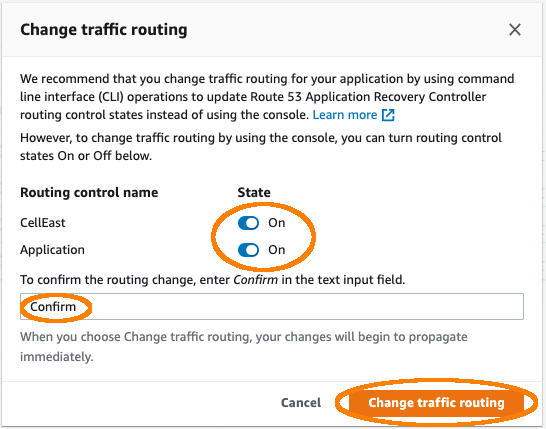 Change traffic routing
We recommend that you change traffic routing for your application by using command
line interface (CLI) operations to update Route 53 Application Recovery Controller
routing control states instead of using the console. Learn more
However, to change traffic routing by using the console, you can turn routing control
states On or Off below.
Routing control name State
CellEast On
Application On
To confirm the routing change, enter Confirm in the text input field.
Confirm
When you choose Change traffic routing, your changes will begin to propagate
immediately.
Cancel Change traffic routing